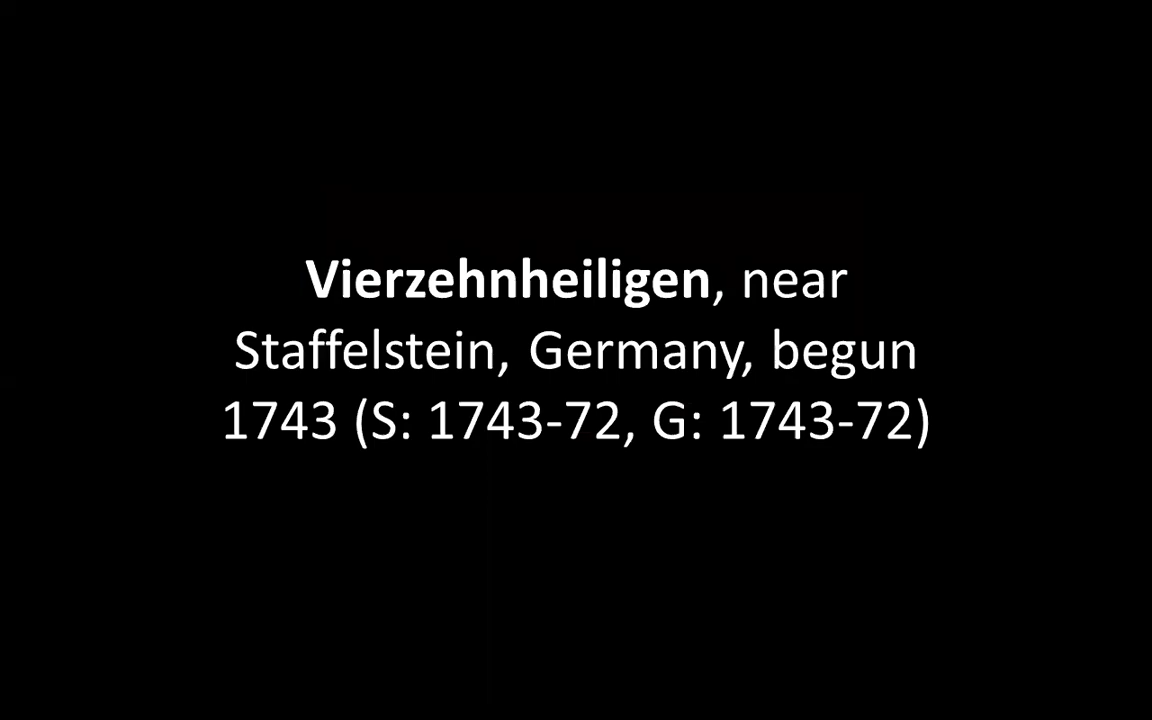 Vierzehnheiligen, near
Staffelstein, Germany, begun
1743 (S: 1743-72, G: 1743-72)